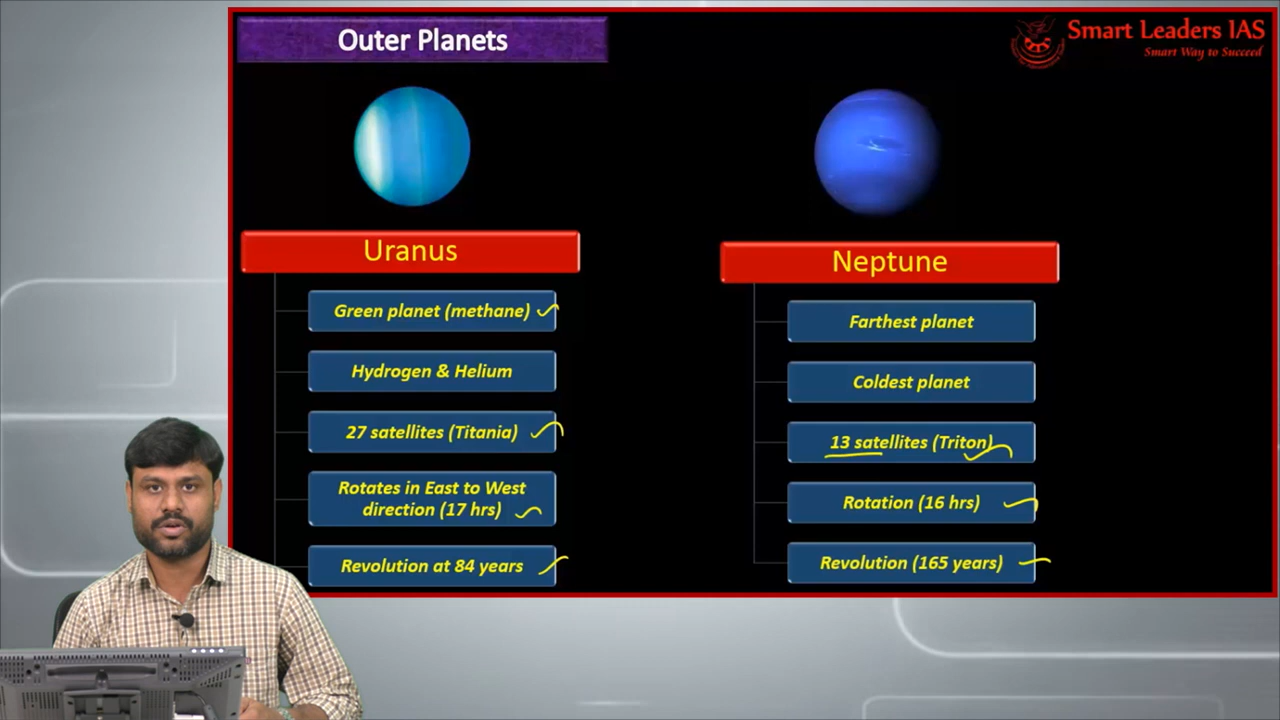 Outer Planets
Smart Leaders IAS
Smart Way to Succeed
Uranus
Green planet (methane)
Hydrogen & Helium
27 satellites (Titania)
Rotates in East to West
direction (17 hrs)
Revolution at 84 years
Neptune
Farthest planet
Coldest planet
13 satellites (Triton)
Rotation (16 hrs)
Revolution (165 years)